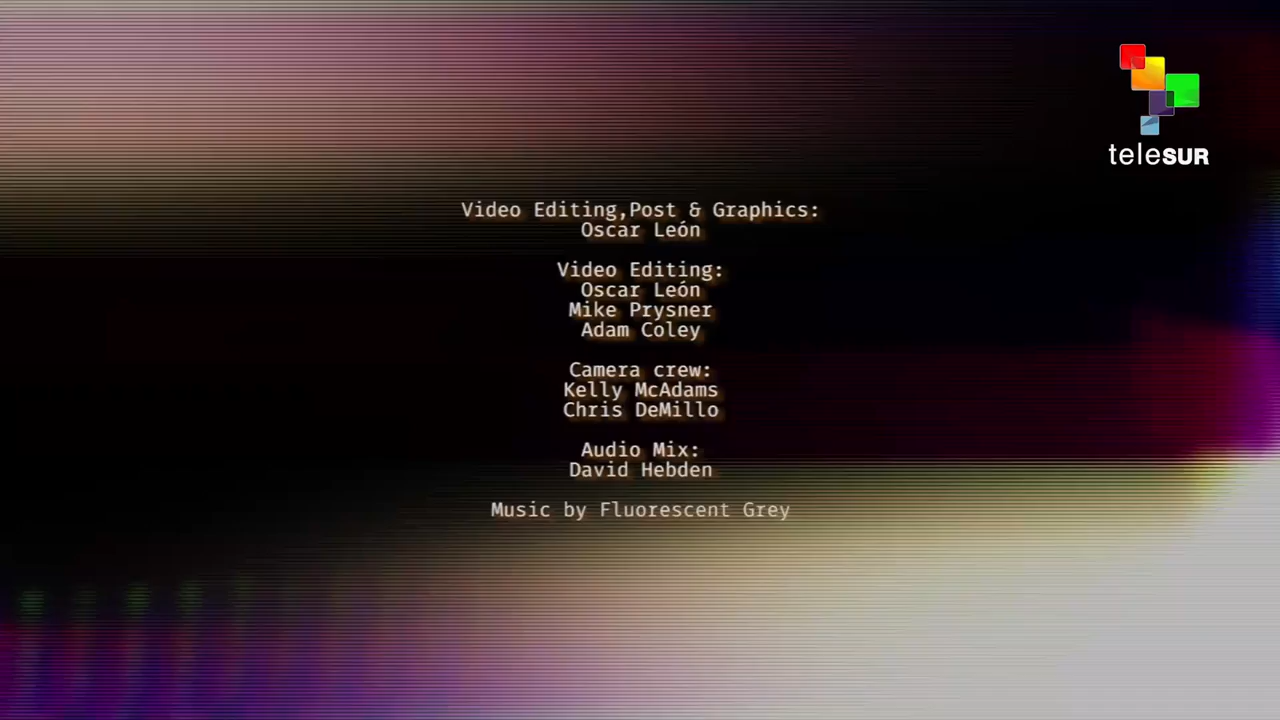 teleSUR
Video Editing,Post & Graphics:
Oscar León
Video Editing:
Oscar León
Mike Prysner
Adam Coley
Camera crew:
Kelly McAdams
Chris DeMillo
Audio Mix:
David Hebden
Music by Fluorescent Grey